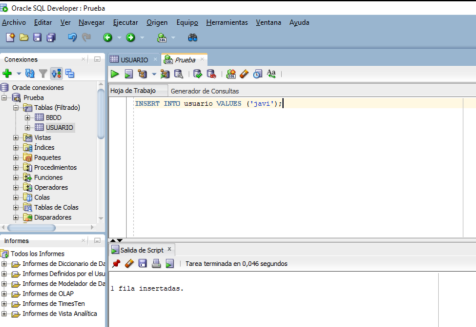 Oracle SQL Developer : Prueba
Archivo Editar Ver Navegar Ejecutar Origen Equipo Herramientas Ventana Ayuda
Conexiones
Oracle conexiones
Prueba
Tablas (Filtrado)
BBDD
USUARIO
Vistas
Índices
Paquetes
Procedimientos
Funciones
Operadores
Colas
Tablas de Colas
Disparadores
Informes
Todos los Informes
Informes de Diccionario de Da
Informes Definidos por el Usu
Informes de Modelador de Da
Informes de OLAP
Informes de TimesTen
Informes de Vista Analítica
USUARIO
Prueba
Hoja de Trabajo Generador de Consultas
INSERT INTO usuario VALUES ('javi');
Salida de Script
Tarea terminada en 0,046 segundos
1 fila insertadas.